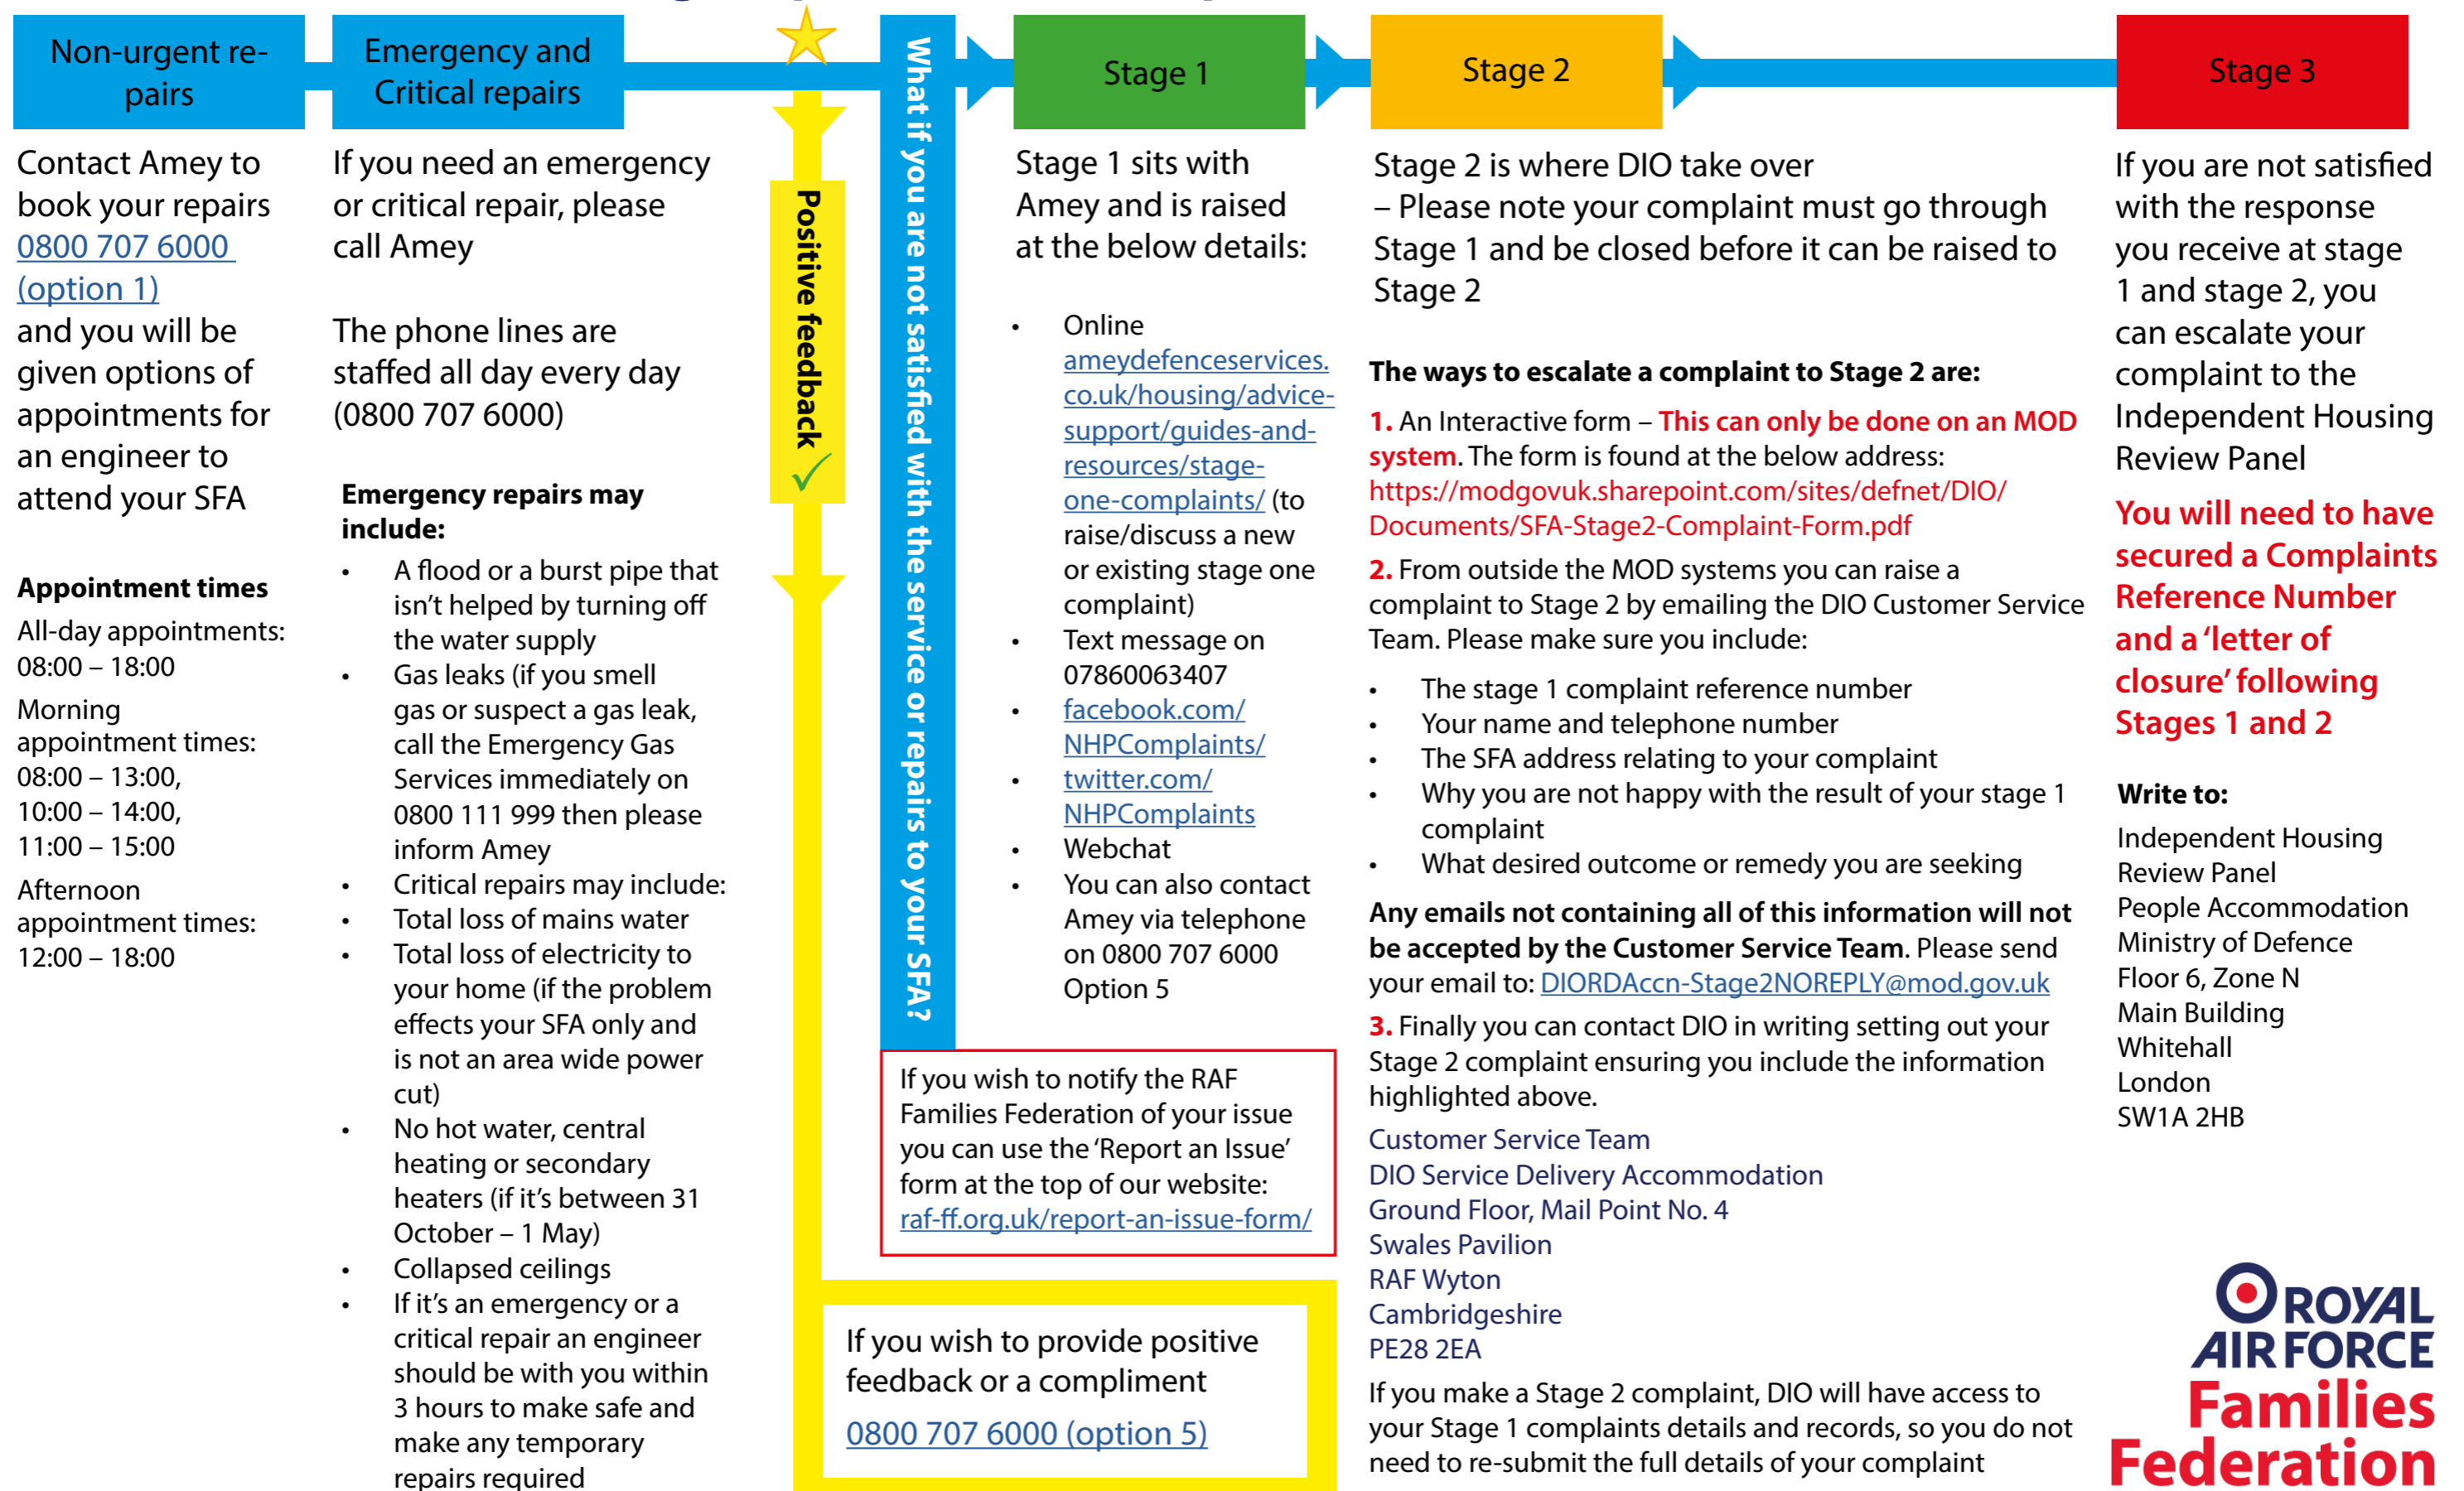 Non-urgent re-
pairs
Contact Amey to
book your repairs
0800 707 6000
(option 1)
and you will be
given options of
appointments for
an engineer to
attend your SFA
Appointment times
All-day appointments:
08:00 – 18:00
Morning
appointment times:
08:00 – 13:00,
10:00 – 14:00,
11:00 – 15:00
Afternoon
appointment times:
12:00 – 18:00
Emergency and
Critical repairs
If you need an emergency
or critical repair, please
call Amey
The phone lines are
staffed all day every day
(0800 707 6000)
Emergency repairs may
include:
• A flood or a burst pipe that
isn't helped by turning off
the water supply
• Gas leaks (if you smell
gas or suspect a gas leak,
call the Emergency Gas
Services immediately on
0800 111 999 then please
inform Amey
• Critical repairs may include:
• Total loss of mains water
• Total loss of electricity to
your home (if the problem
effects your SFA only and
is not an area wide power
cut)
• No hot water, central
heating or secondary
heaters (if it's between 31
October – 1 May)
• Collapsed ceilings
• If it's an emergency or a
critical repair an engineer
should be with you within
3 hours to make safe and
make any temporary
repairs required
Positive feedback
What if you are not satisfied with the service or repairs to your SFA?
Stage 1
Stage 1 sits with
Amey and is raised
at the below details:
• Online
ameydefenceservices.
co.uk/housing/advice-
support/guides-and-
resources/stage-
one-complaints/ (to
raise/discuss a new
or existing stage one
complaint)
• Text message on
07860063407
• facebook.com/
NHPComplaints/
• twitter.com/
NHPComplaints
• Webchat
• You can also contact
Amey via telephone
on 0800 707 6000
Option 5
If you wish to notify the RAF
Families Federation of your issue
you can use the 'Report an Issue'
form at the top of our website:
raf-ff.org.uk/report-an-issue-form/
If you wish to provide positive
feedback or a compliment
0800 707 6000 (option 5)
Stage 2
Stage 2 is where DIO take over
– Please note your complaint must go through
Stage 1 and be closed before it can be raised to
Stage 2
The ways to escalate a complaint to Stage 2 are:
1. An Interactive form – This can only be done on an MOD
system. The form is found at the below address:
https://modgovuk.sharepoint.com/sites/defnet/DIO/
Documents/SFA-Stage2-Complaint-Form.pdf
2. From outside the MOD systems you can raise a
complaint to Stage 2 by emailing the DIO Customer Service
Team. Please make sure you include:
• The stage 1 complaint reference number
• Your name and telephone number
• The SFA address relating to your complaint
• Why you are not happy with the result of your stage 1
complaint
• What desired outcome or remedy you are seeking
Any emails not containing all of this information will not
be accepted by the Customer Service Team. Please send
your email to: DIORDAccn-Stage2NOREPLY@mod.gov.uk
3. Finally you can contact DIO in writing setting out your
Stage 2 complaint ensuring you include the information
highlighted above.
Customer Service Team
DIO Service Delivery Accommodation
Ground Floor, Mail Point No. 4
Swales Pavilion
RAF Wyton
Cambridgeshire
PE28 2EA
If you make a Stage 2 complaint, DIO will have access to
your Stage 1 complaints details and records, so you do not
need to re-submit the full details of your complaint
Stage 3
If you are not satisfied
with the response
you receive at stage
1 and stage 2, you
can escalate your
complaint to the
Independent Housing
Review Panel
You will need to have
secured a Complaints
Reference Number
and a 'letter of
closure' following
Stages 1 and 2
Write to:
Independent Housing
Review Panel
People Accommodation
Ministry of Defence
Floor 6, Zone N
Main Building
Whitehall
London
SW1A 2HB
ROYAL
AIR FORCE
Families
Federation